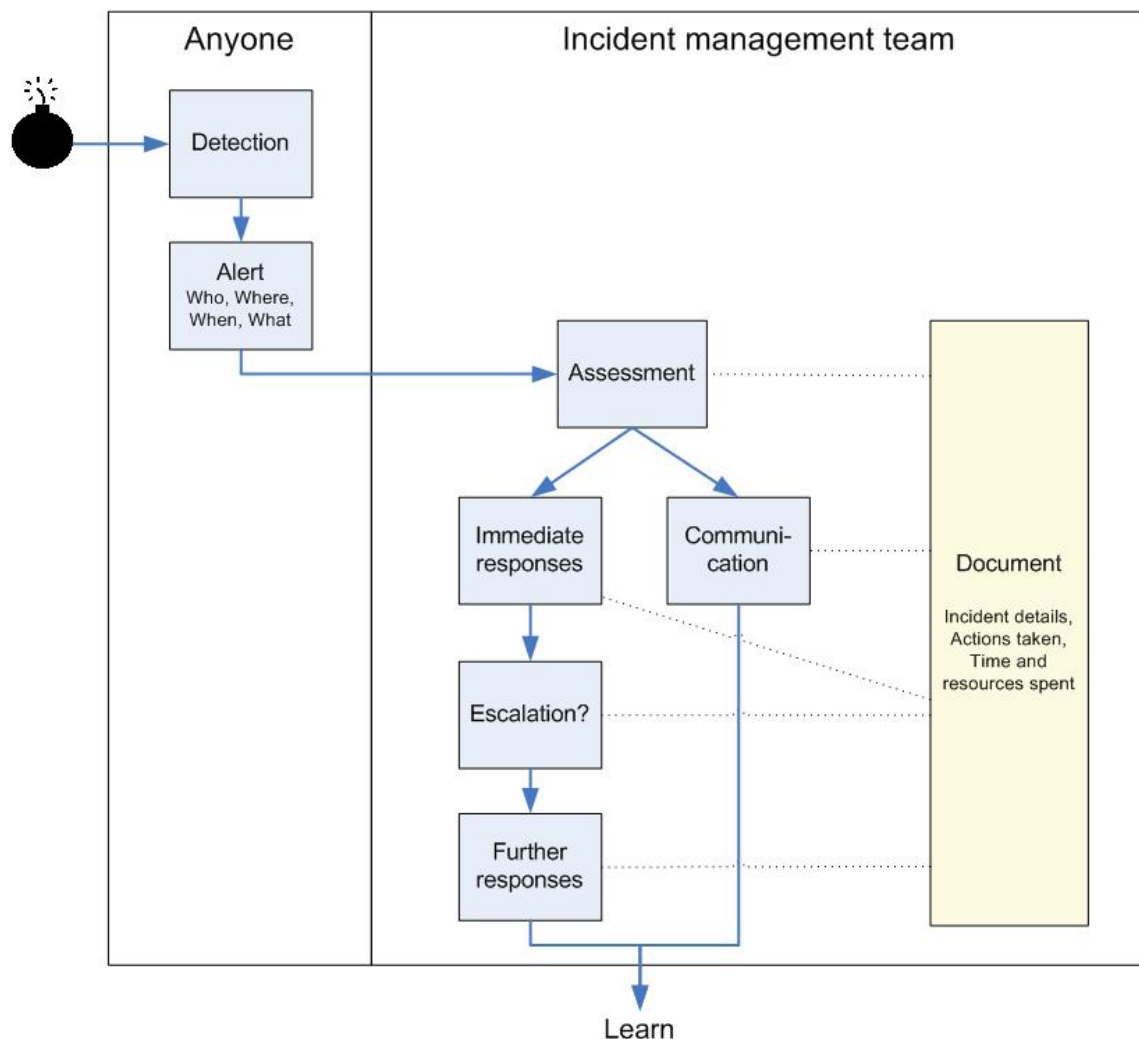 Anyone
Incident management team
Detection
Alert
Who, Where,
When, What
Assessment
Immediate
responses
Communi-
cation
Document
Incident details,
Actions taken,
Time and
resources spent
Escalation?
Further
responses
Learn